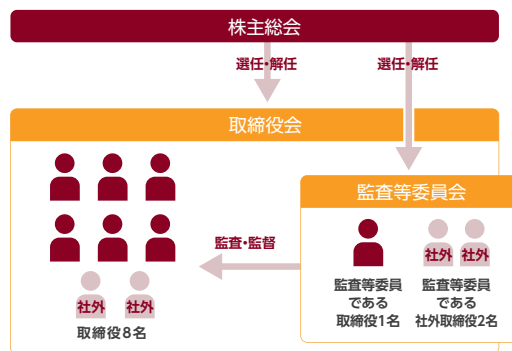 株主総会
選任・解任
選任・解任
取締役会
監査等委員会
監査・監督
社外
社外
取締役8名
社外
社外
監査等委員
である
取締役1名
監査等委員
である
社外取締役2名